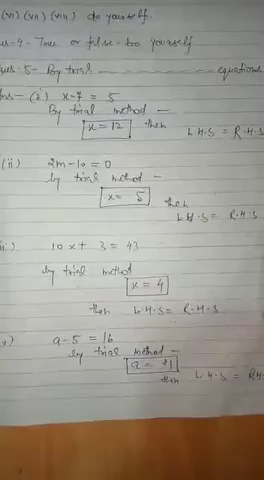 (VI) (VII) (VIII) do yourself.
us-4- True or false - Do yourself
ques-5- By trial ---------- equations
Ans - (i) x-7 = 5
By trial method -
x = 12 then
L.H.S = R.H.S
(ii) 2m-10 = 0
by trial method -
x = 5 then
L.H.S = R.H.S
10x + 3 = 43
by trial method
x = 4
then L.H.S = R.H.S
a - 5 = 16
by trial method -
a = 21
then L.H.S = R.H.